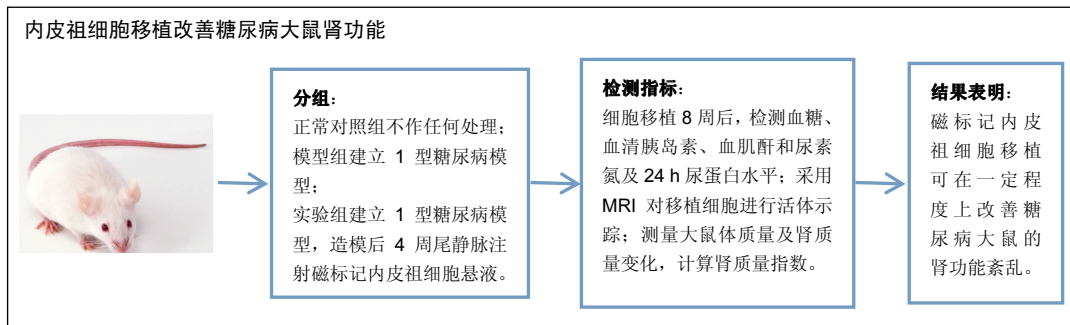 内皮祖细胞移植改善糖尿病大鼠肾功能
分组：
正常对照组不作任何处理；
模型组建立 1 型糖尿病模
型；
实验组建立 1 型糖尿病模
型，造模后 4 周尾静脉注
射磁标记内皮祖细胞悬液。
检测指标：
细胞移植 8 周后，检测血糖、
血清胰岛素、血肌酐和尿素
氮及 24 h 尿蛋白水平；采用
MRI 对移植细胞进行活体示
踪；测量大鼠体质量及肾质
量变化，计算肾质量指数。
结果表明：
磁标记内皮
祖细胞移植
可在一定程
度上改善糖
尿病大鼠的
肾功能紊乱。